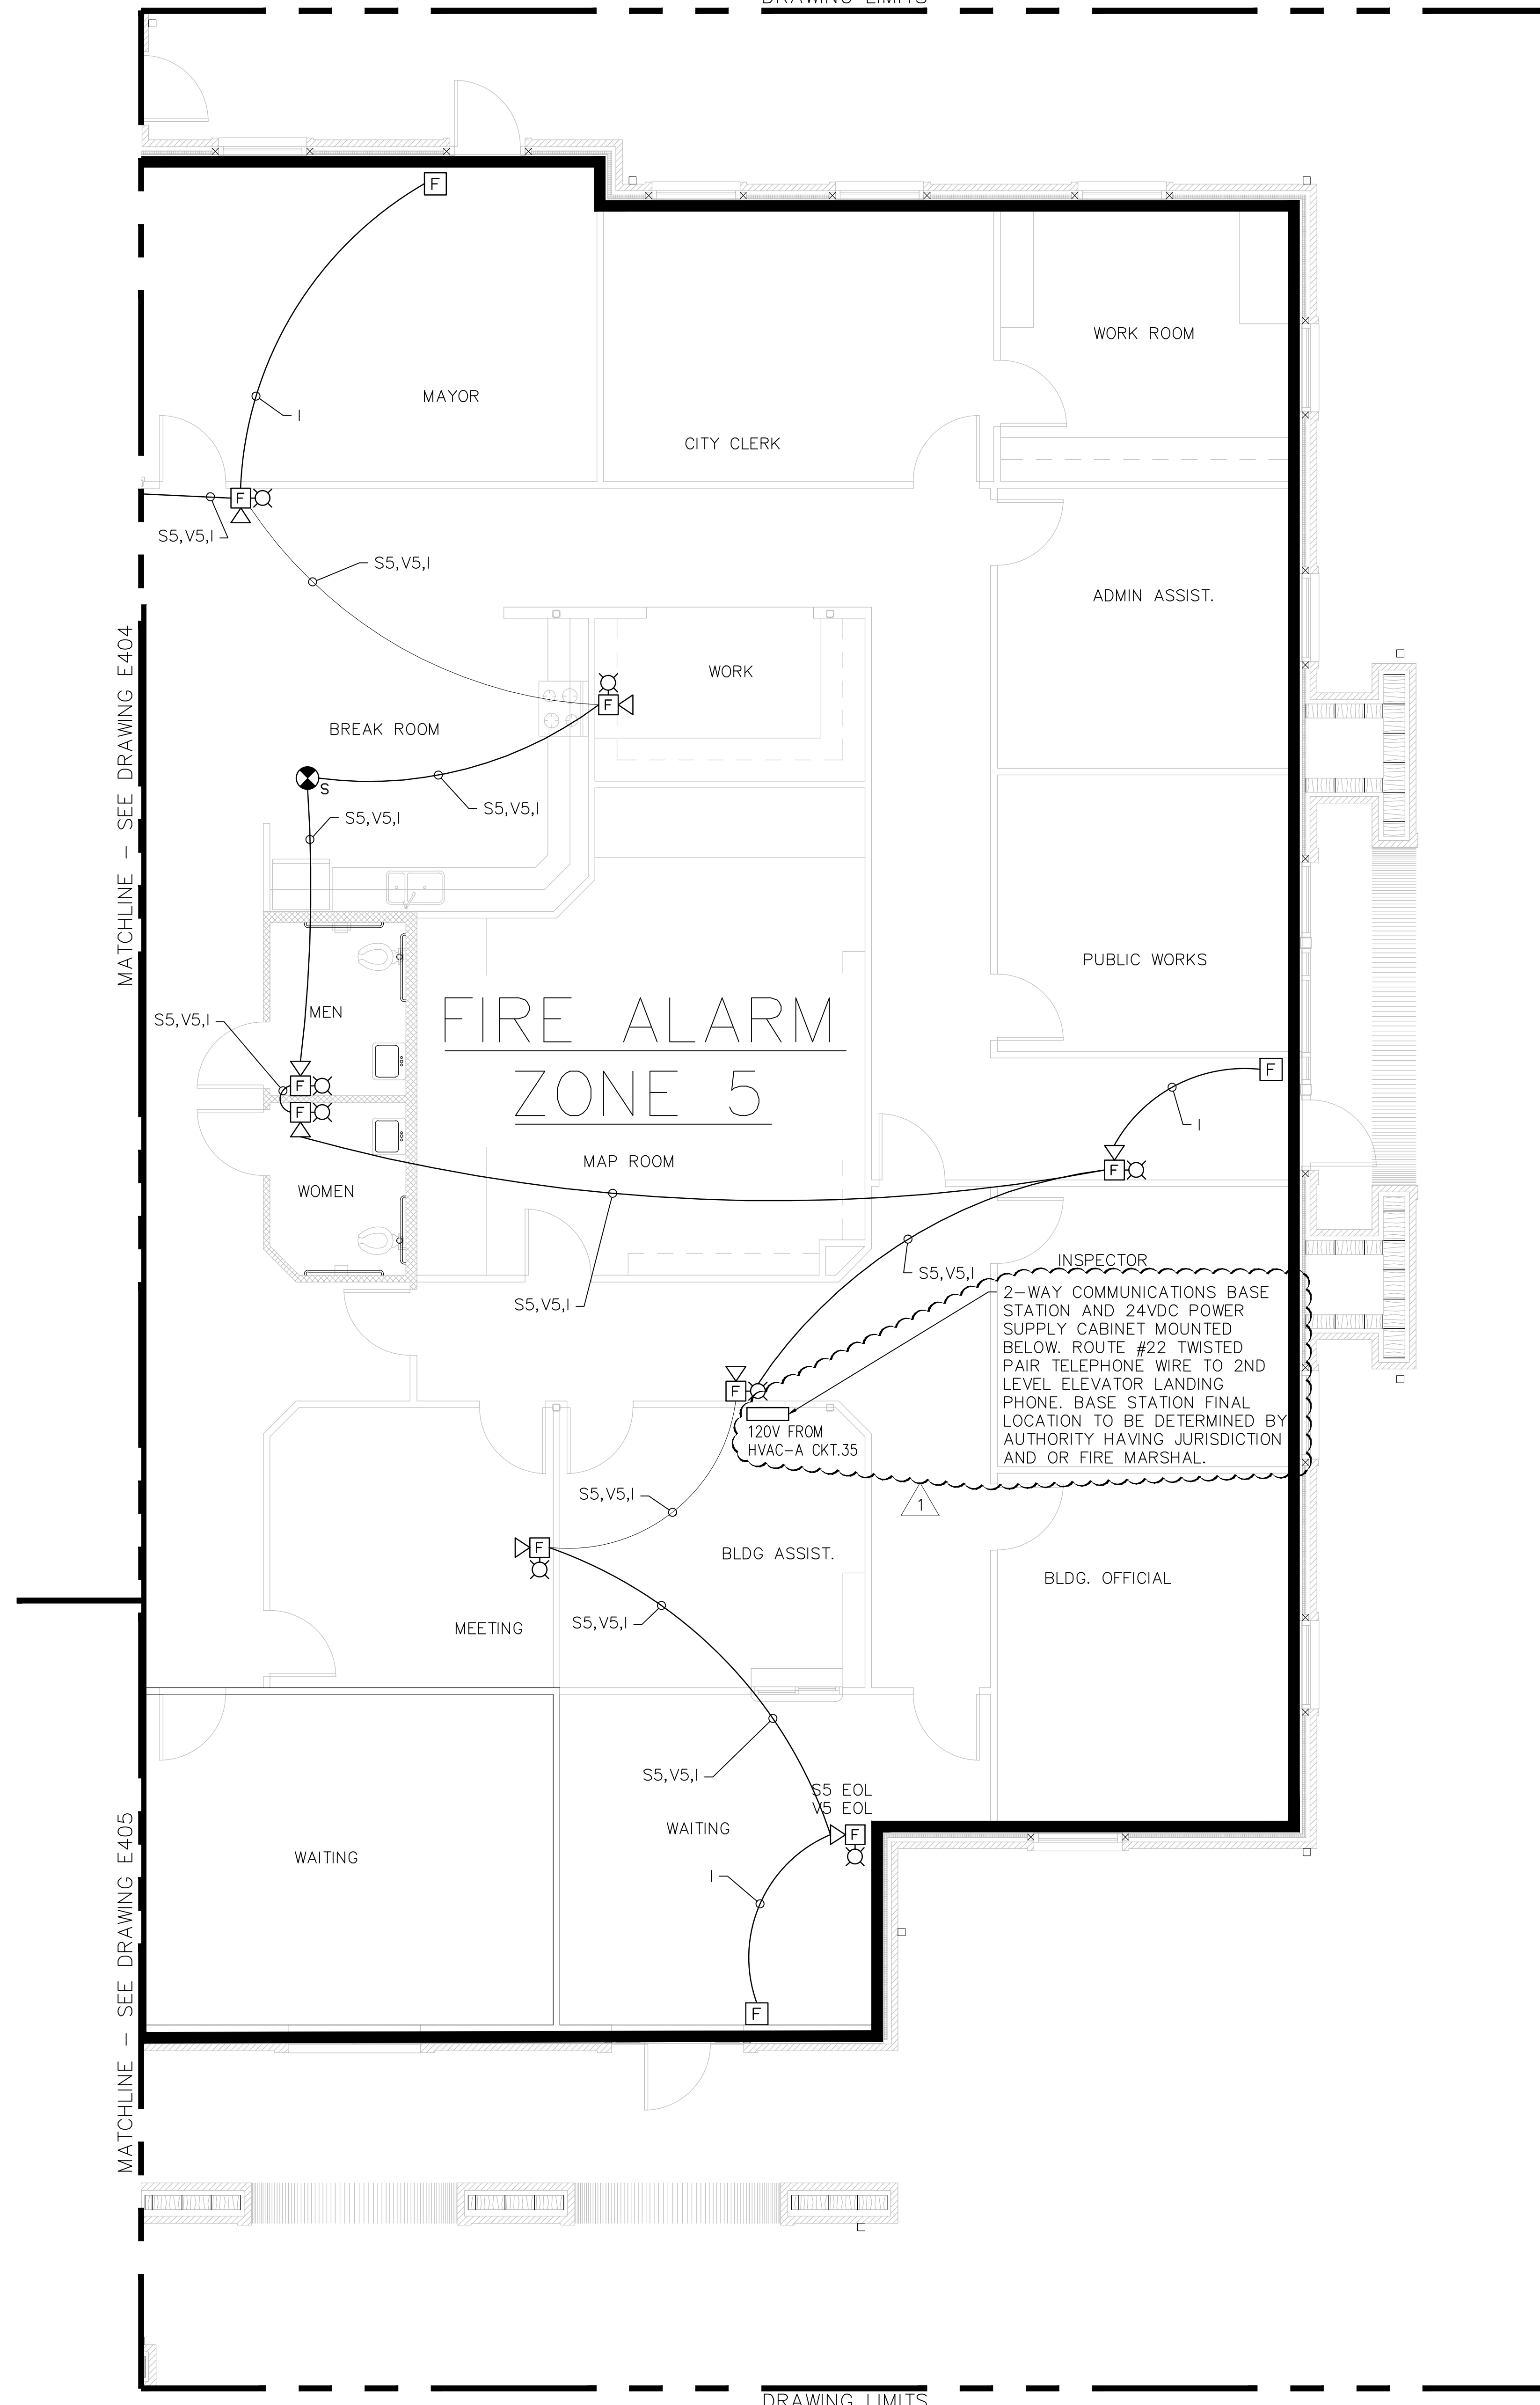 DRAWING LIMITS
F
WORK ROOM
MAYOR
I
CITY CLERK
F
S5,V5,I
S5,V5,I
ADMIN ASSIST.
MATCHLINE – SEE DRAWING E404
WORK
F
BREAK ROOM
S
S5,V5,I
S5,V5,I
PUBLIC WORKS
MEN
S5,V5,I
FIRE ALARM
ZONE 5
F
F
F
I
MAP ROOM
F
WOMEN
INSPECTOR
S5,V5,I
S5,V5,I
2–WAY COMMUNICATIONS BASE
STATION AND 24VDC POWER
SUPPLY CABINET MOUNTED
BELOW. ROUTE #22 TWISTED
PAIR TELEPHONE WIRE TO 2ND
LEVEL ELEVATOR LANDING
PHONE. BASE STATION FINAL
LOCATION TO BE DETERMINED BY
AUTHORITY HAVING JURISDICTION
AND OR FIRE MARSHAL.
F
120V FROM
HVAC–A CKT.35
S5,V5,I
1
F
BLDG ASSIST.
BLDG. OFFICIAL
S5,V5,I
MEETING
S5,V5,I
S5 EOL
V5 EOL
WAITING
F
WAITING
I
MATCHLINE – SEE DRAWING E405
F
DRAWING LIMITS